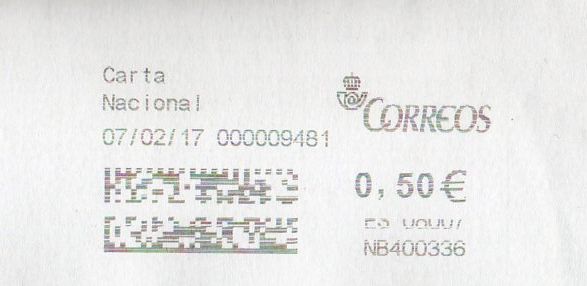 Carta
Nacional
07/02/17 000009481
CORREOS
0,50€
NB400336